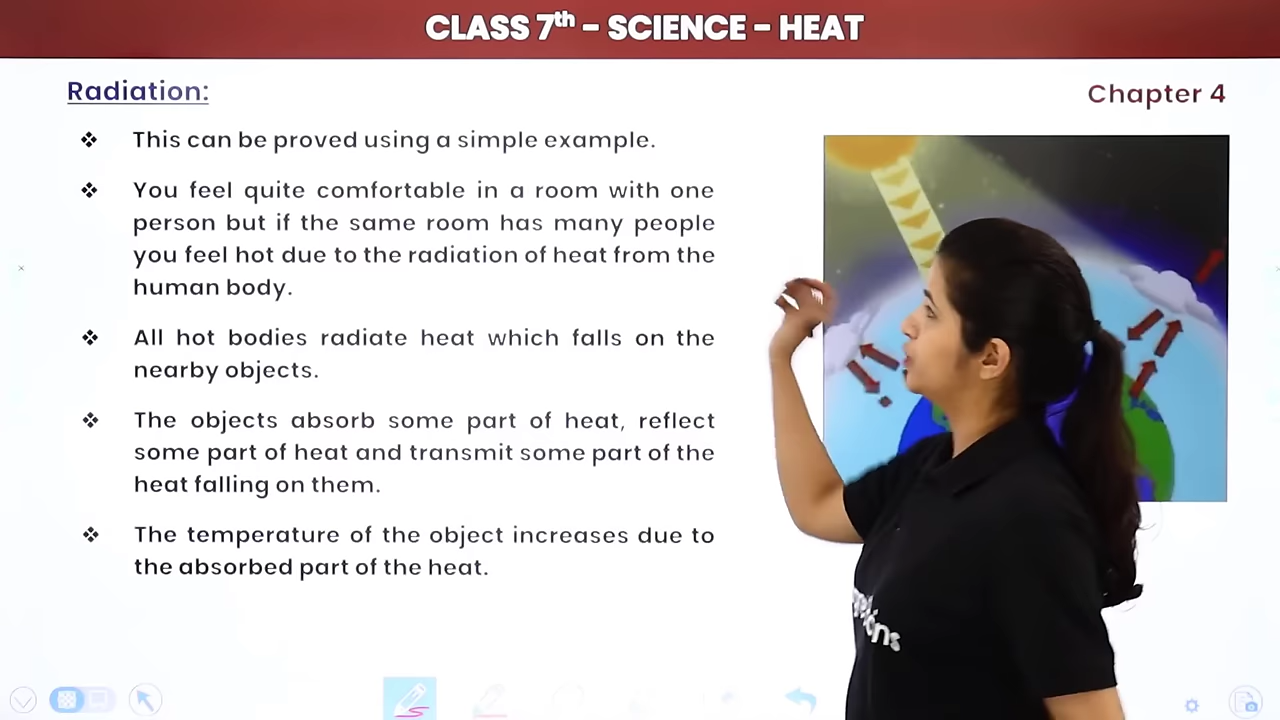 CLASS 7th - SCIENCE - HEAT
Radiation:
Chapter 4
❖ This can be proved using a simple example.
❖ You feel quite comfortable in a room with one
person but if the same room has many people
you feel hot due to the radiation of heat from the
human body.
❖ All hot bodies radiate heat which falls on the
nearby objects.
❖ The objects absorb some part of heat, reflect
some part of heat and transmit some part of the
heat falling on them.
❖ The temperature of the object increases due to
the absorbed part of the heat.